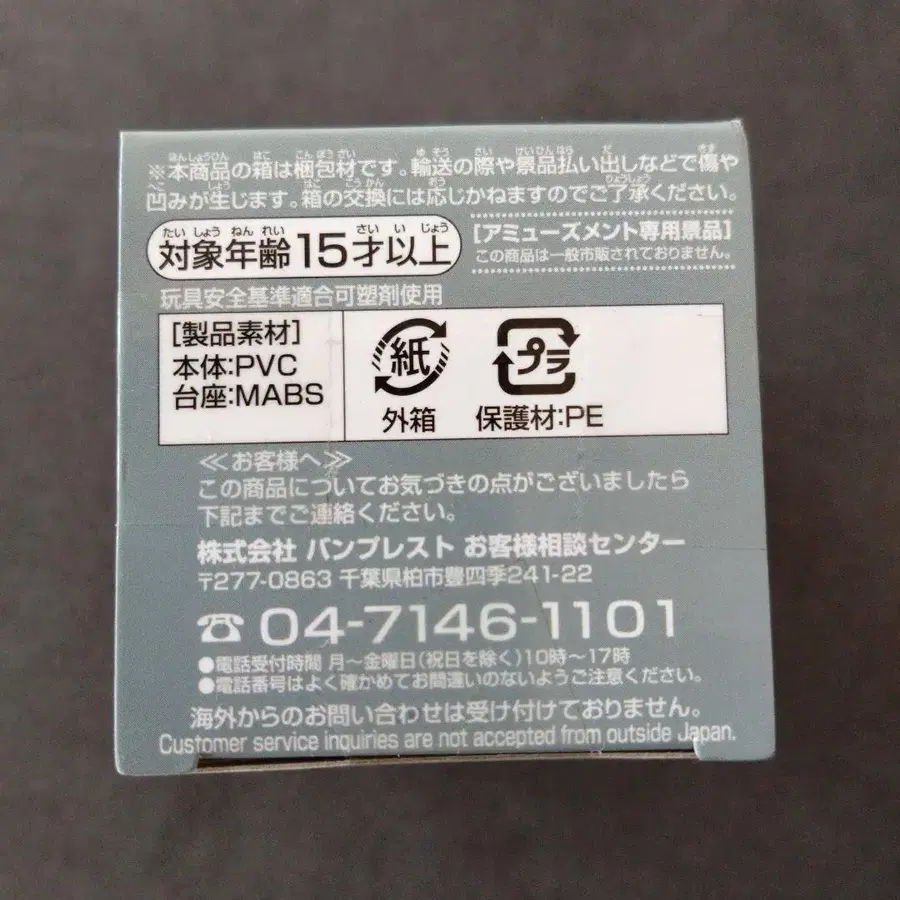 ※本商品の箱は梱包材です。輸送の際や景品払い出しなどで傷や
凹みが生じます。箱の交換には応じかねますのでご了承ください。
対象年齢15才以上
[アミューズメント専用景品]
この商品は一般市販されておりません。
玩具安全基準適合可塑剤使用
[製品素材]
本体:PVC
台座:MABS
紙
外箱
プラ
保護材:PE
≪お客様へ≫
この商品についてお気づきの点がございましたら
下記までご連絡ください。
株式会社 バンプレスト お客様相談センター
〒277-0863 千葉県柏市豊四季241-22
☎ 04-7146-1101
●電話受付時間 月〜金曜日(祝日を除く)10時〜17時
●電話番号はよく確かめてお間違いのないようご注意ください。
海外からのお問い合わせは受け付けておりません。
Customer service inquiries are not accepted from outside Japan.